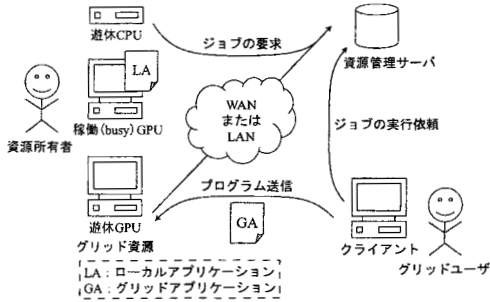 遊休CPU
ジョブの要求
資源管理サーバ
LA
資源所有者
稼働(busy)GPU
WAN
または
LAN
ジョブの実行依頼
プログラム送信
遊休GPU
グリッド資源
GA
クライアント
グリッドユーザ
LA:ローカルアプリケーション
GA:グリッドアプリケーション